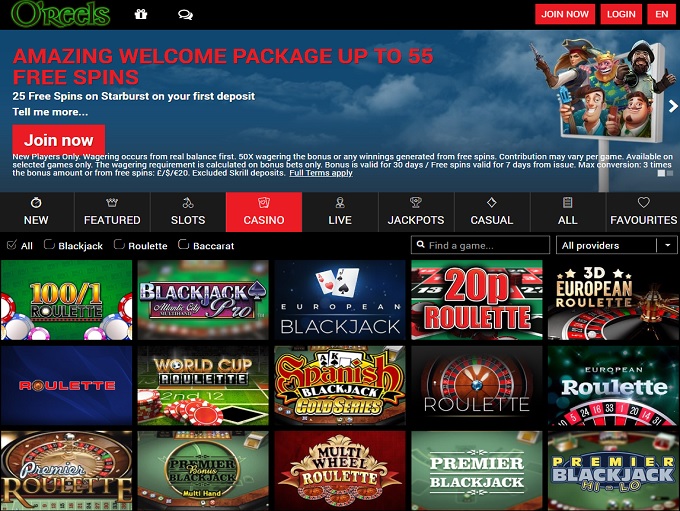 O'Reels
JOIN NOW
LOGIN
EN
AMAZING WELCOME PACKAGE UP TO 55
FREE SPINS
25 Free Spins on Starburst on your first deposit
Tell me more...
Join now
New Players Only. Wagering occurs from real balance first. 50X wagering the bonus or any winnings generated from free spins. Contribution may vary per game. Available on
selected games only. The wagering requirement is calculated on bonus bets only. Bonus is valid for 30 days / Free spins valid for 7 days from issue. Max conversion: 3 times
the bonus amount or from free spins: £/$/€20. Excluded Skrill deposits. Full Terms apply
NEW
FEATURED
SLOTS
CASINO
LIVE
JACKPOTS
CASUAL
ALL
FAVOURITES
All
Blackjack
Roulette
Baccarat
Find a game...
All providers
100/1
ROULETTE
BLACKJACK
Atlantic City
MULTIHAND
Pro
EUROPEAN
BLACKJACK
20p
ROULETTE
3D
EUROPEAN
ROULETTE
ROULETTE
WORLD CUP
ROULETTE
2nd 12
Spanish
BLACKJACK
GOLD SERIES
ROULETTE
EUROPEAN
Roulette
Premier
ROULETTE
PREMIER
Bonus
BLACKJACK
Multi Hand
MULTI
WHEEL
ROULETTE
PREMIER
BLACKJACK
PREMIER
BLACKJACK
HI-LO